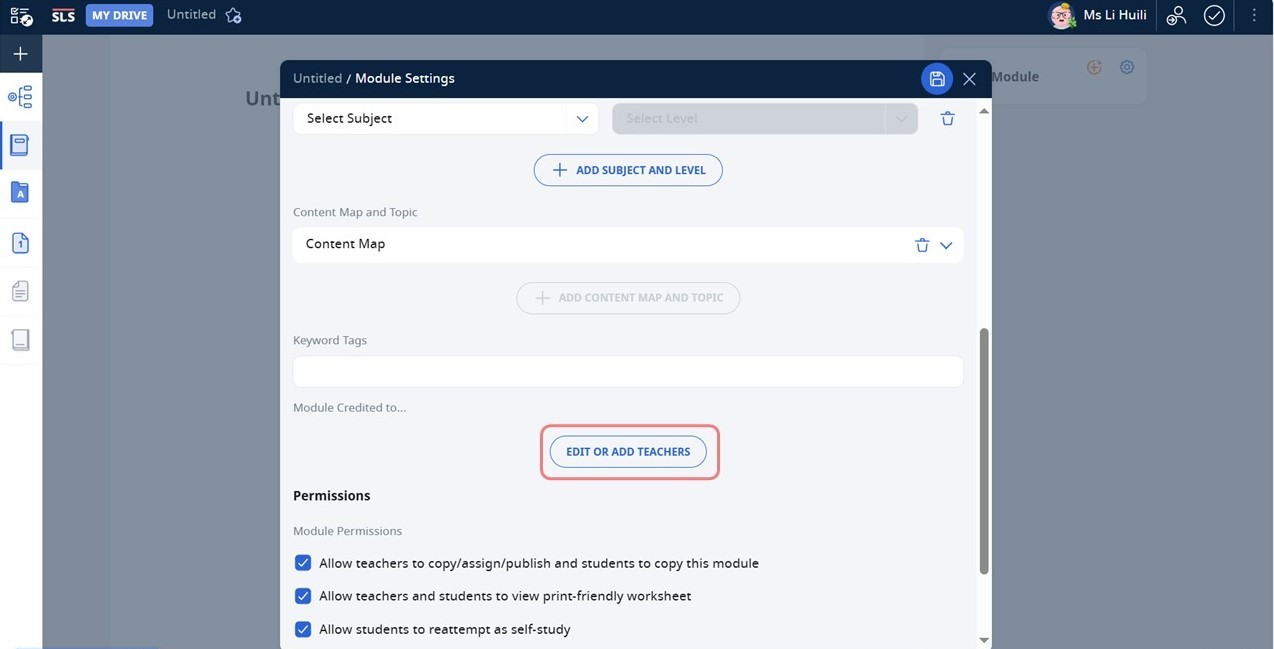 SLS MY DRIVE Untitled Ms Li Huili
Untitled / Module Settings
Unt
Module
Select Subject Select Level
ADD SUBJECT AND LEVEL
Content Map and Topic
Content Map
ADD CONTENT MAP AND TOPIC
Keyword Tags
Module Credited to...
EDIT OR ADD TEACHERS
Permissions
Module Permissions
Allow teachers to copy/assign/publish and students to copy this module
Allow teachers and students to view print-friendly worksheet
Allow students to reattempt as self-study
A
1